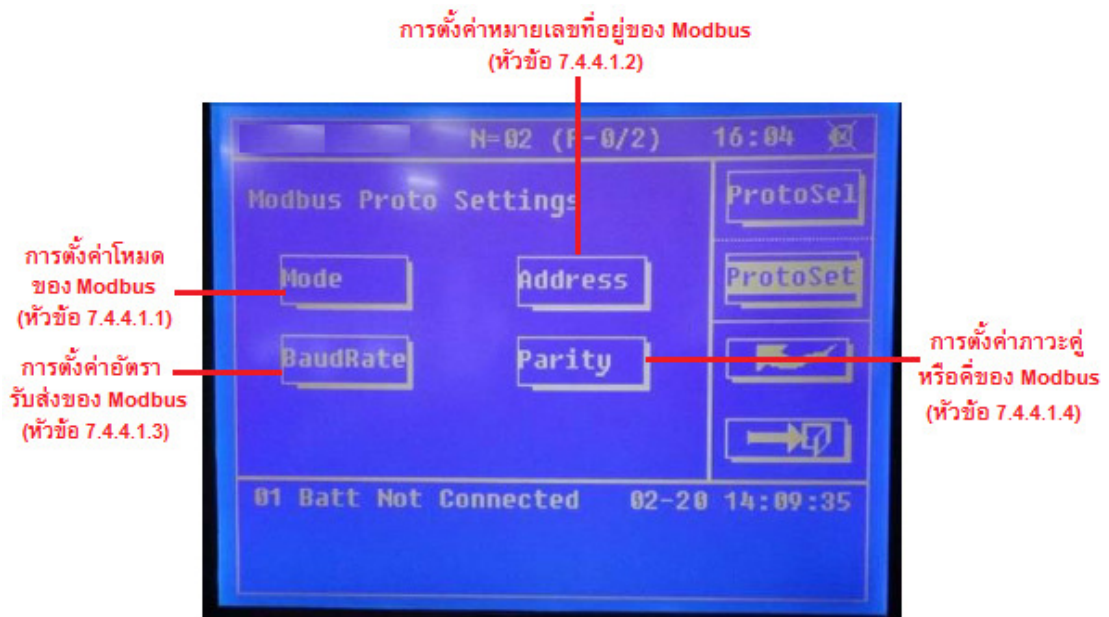 การตั้งค่าหมายเลขที่อยู่ของ Modbus
(หัวข้อ 7.4.4.1.2)
N=02 (F-0/2) 16:04
Modbus Proto Settings
ProtoSel
การตั้งค่าโหมด
ของ Modbus
(หัวข้อ 7.4.4.1.1)
Mode
Address
ProtoSet
การตั้งค่าอัตรา
รับส่งของ Modbus
(หัวข้อ 7.4.4.1.3)
BaudRate
Parity
การตั้งค่าภาวะคู่
หรือคี่ของ Modbus
(หัวข้อ 7.4.4.1.4)
01 Batt Not Connected 02-20 14:09:35